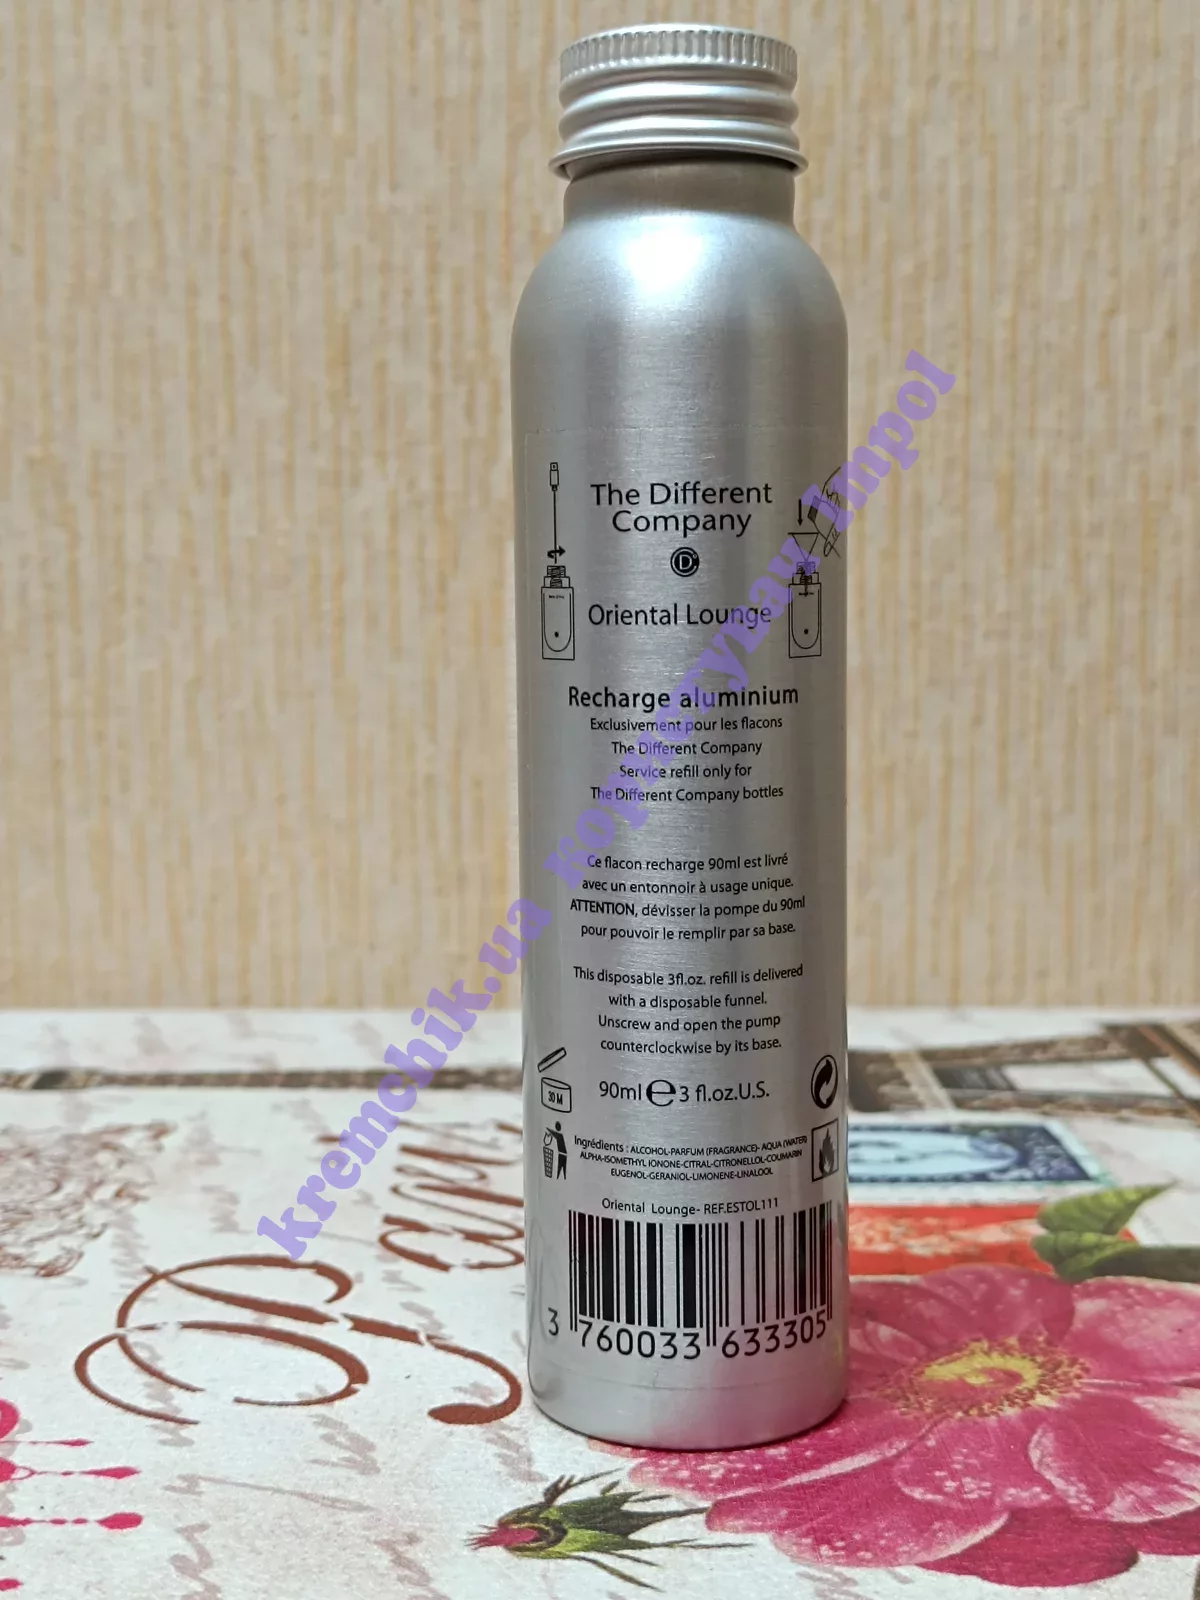 The Different
Company
D
Oriental Lounge
Recharge aluminium
Exclusivement pour les flacons
The Different Company
Service refill only for
The Different Company bottles
Ce flacon recharge 90ml est livré
avec un entonnoir à usage unique.
ATTENTION, dévisser la pompe du 90ml
pour pouvoir le remplir par sa base.
This disposable 3fl.oz. refill is delivered
with a disposable funnel.
Unscrew and open the pump
counterclockwise by its base.
30 M
90ml ℮ 3 fl.oz.U.S.
Ingrédients : ALCOHOL-PARFUM (FRAGRANCE)- AQUA (WATER)
ALPHA-ISOMETHYL IONONE-CITRAL-CITRONELLOL-COUMARIN
EUGENOL-GERANIOL-LIMONENE-LINALOOL
Oriental Lounge- REF.ESTOL111
3 760033 633305
kremchik.ua користувач Impol
Paris